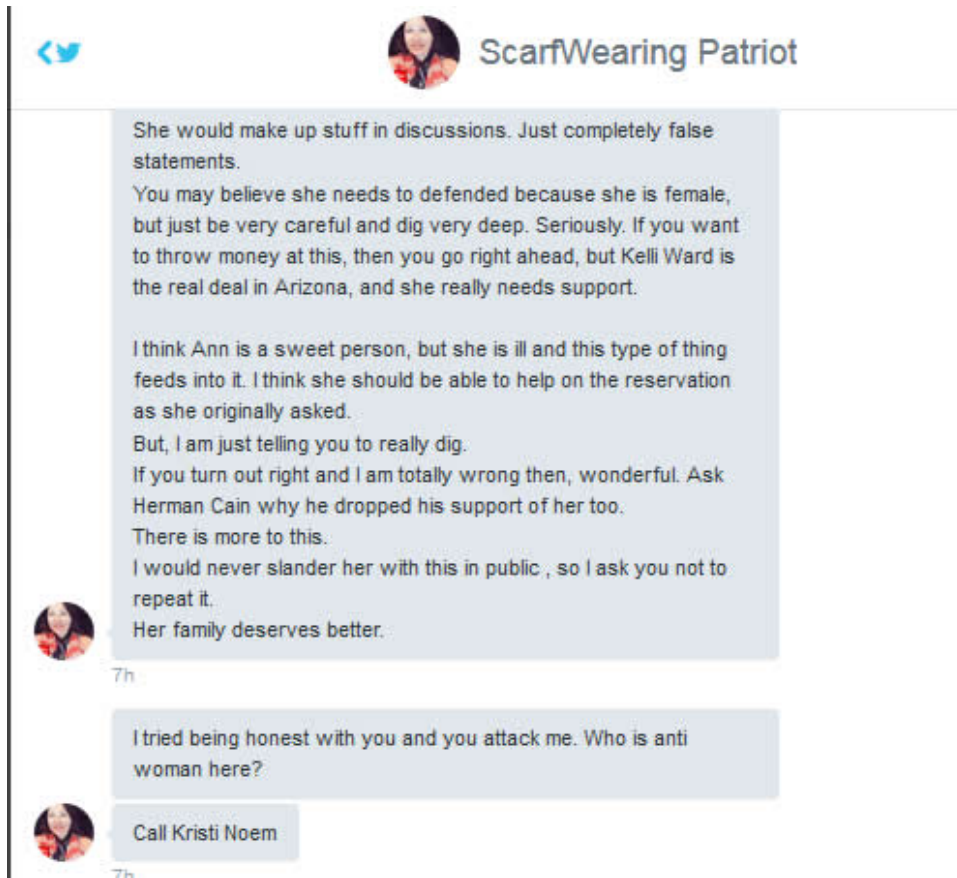 ScarfWearing Patriot
She would make up stuff in discussions. Just completely false
statements.
You may believe she needs to defended because she is female,
but just be very careful and dig very deep. Seriously. If you want
to throw money at this, then you go right ahead, but Kelli Ward is
the real deal in Arizona, and she really needs support.
I think Ann is a sweet person, but she is ill and this type of thing
feeds into it. I think she should be able to help on the reservation
as she originally asked.
But, I am just telling you to really dig.
If you turn out right and I am totally wrong then, wonderful. Ask
Herman Cain why he dropped his support of her too.
There is more to this.
I would never slander her with this in public , so I ask you not to
repeat it.
Her family deserves better.
7h
I tried being honest with you and you attack me. Who is anti
woman here?
Call Kristi Noem
7h